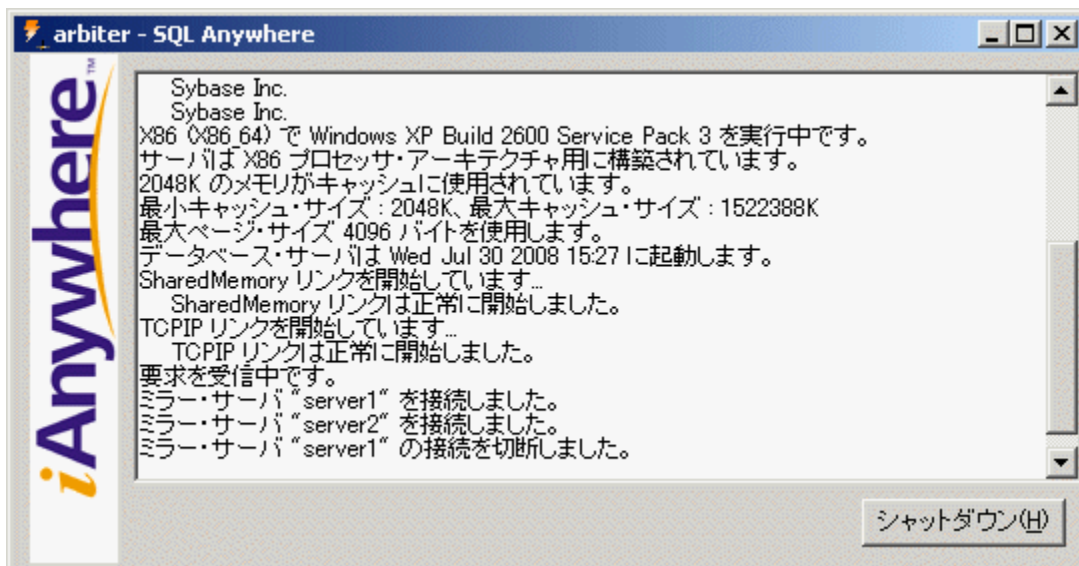 arbiter - SQL Anywhere
iAnywhere™
Sybase Inc.
Sybase Inc.
X86 (X86_64) で Windows XP Build 2600 Service Pack 3 を実行中です。
サーバは X86 プロセッサ・アーキテクチャ用に構築されています。
2048K のメモリがキャッシュに使用されています。
最小キャッシュ・サイズ : 2048K、最大キャッシュ・サイズ : 1522388K
最大ページ・サイズ 4096 バイトを使用します。
データベース・サーバは Wed Jul 30 2008 15:27 に起動します。
SharedMemory リンクを開始しています...
SharedMemory リンクは正常に開始しました。
TCPIP リンクを開始しています...
TCPIP リンクは正常に開始しました。
要求を受信中です。
ミラー・サーバ "server1" を接続しました。
ミラー・サーバ "server2" を接続しました。
ミラー・サーバ "server1" の接続を切断しました。
シャットダウン(H)